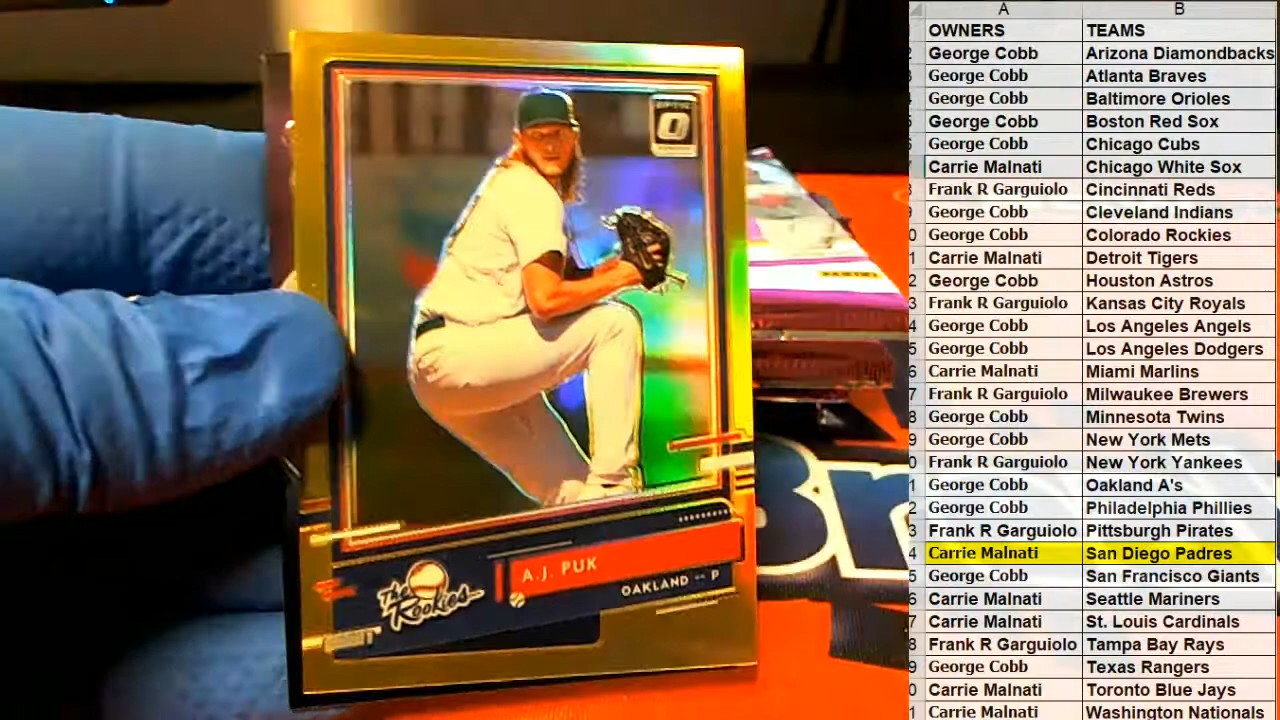 OPTIC
The
Rookies
A.J. PUK
OAKLAND -- P
PANINI
Br
A B
OWNERS TEAMS
George Cobb Arizona Diamondbacks
George Cobb Atlanta Braves
George Cobb Baltimore Orioles
George Cobb Boston Red Sox
George Cobb Chicago Cubs
Carrie Malnati Chicago White Sox
Frank R Garguiolo Cincinnati Reds
George Cobb Cleveland Indians
George Cobb Colorado Rockies
Carrie Malnati Detroit Tigers
George Cobb Houston Astros
Frank R Garguiolo Kansas City Royals
George Cobb Los Angeles Angels
George Cobb Los Angeles Dodgers
Carrie Malnati Miami Marlins
Frank R Garguiolo Milwaukee Brewers
George Cobb Minnesota Twins
George Cobb New York Mets
Frank R Garguiolo New York Yankees
George Cobb Oakland A's
George Cobb Philadelphia Phillies
Frank R Garguiolo Pittsburgh Pirates
Carrie Malnati San Diego Padres
George Cobb San Francisco Giants
Carrie Malnati Seattle Mariners
Carrie Malnati St. Louis Cardinals
Frank R Garguiolo Tampa Bay Rays
George Cobb Texas Rangers
Carrie Malnati Toronto Blue Jays
Carrie Malnati Washington Nationals